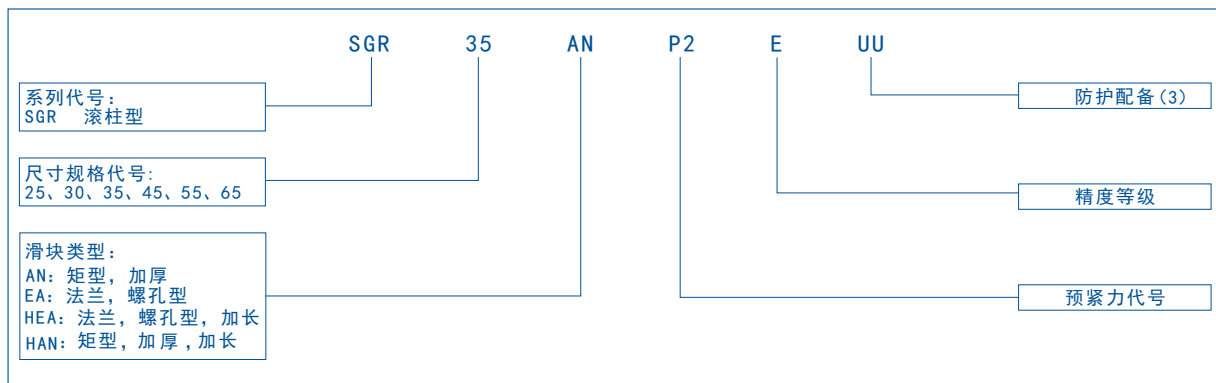 SGR 35 AN P2 E UU
系列代号:
SGR 滚柱型
防护配备(3)
尺寸规格代号:
25、30、35、45、55、65
精度等级
滑块类型:
AN: 矩型, 加厚
EA: 法兰, 螺孔型
HEA: 法兰, 螺孔型, 加长
HAN: 矩型, 加厚 , 加长
预紧力代号